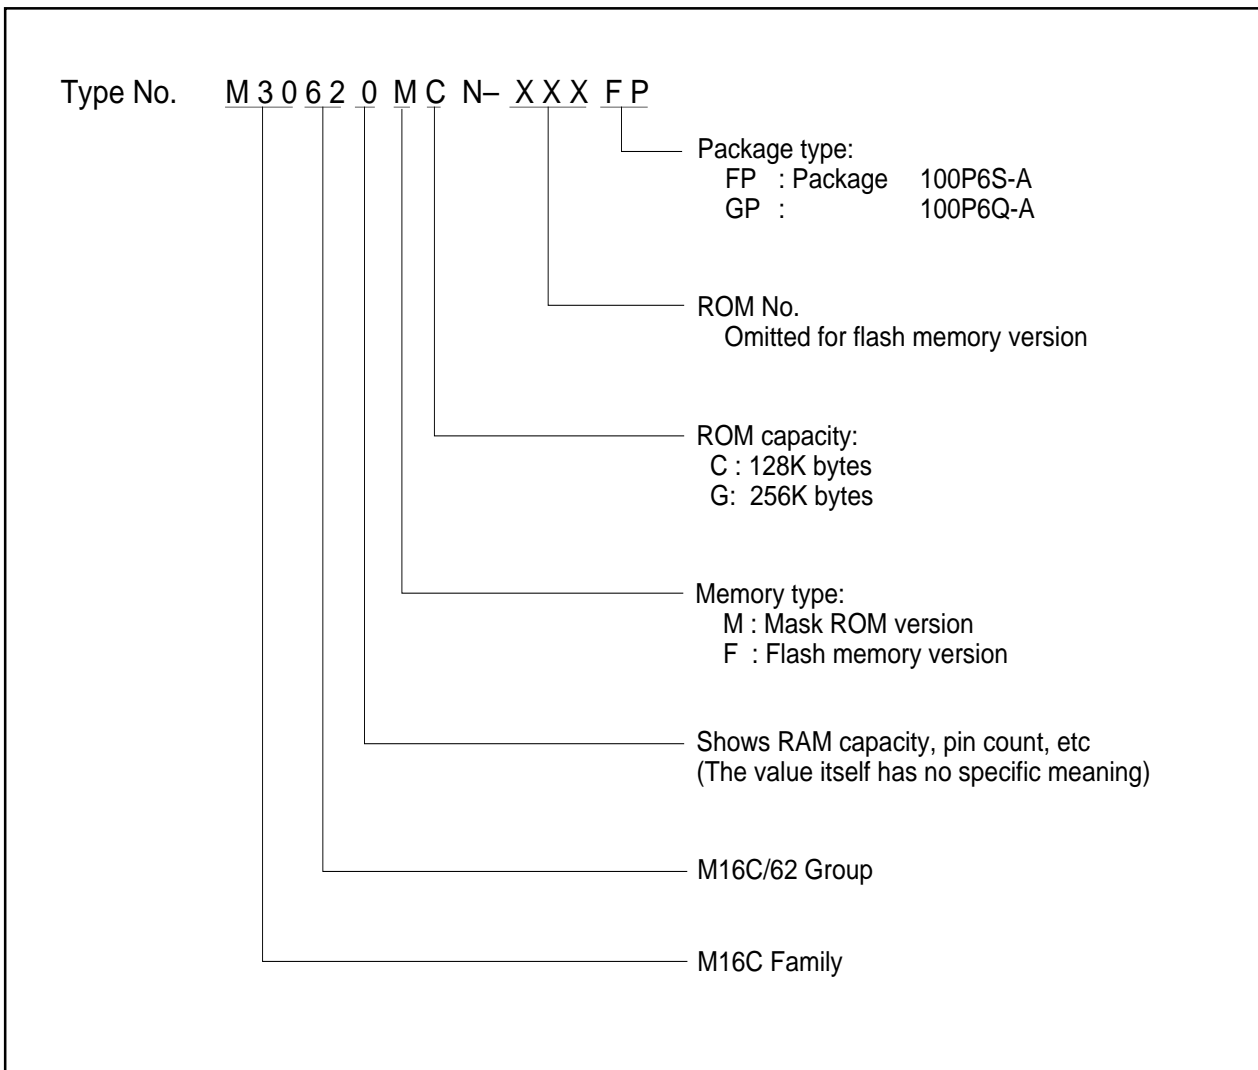 Type No. M 3 0 6 2 0 M C N– X X X F P
Package type:
FP : Package 100P6S-A
GP : 100P6Q-A
ROM No.
Omitted for flash memory version
ROM capacity:
C : 128K bytes
G: 256K bytes
Memory type:
M : Mask ROM version
F : Flash memory version
Shows RAM capacity, pin count, etc
(The value itself has no specific meaning)
M16C/62 Group
M16C Family